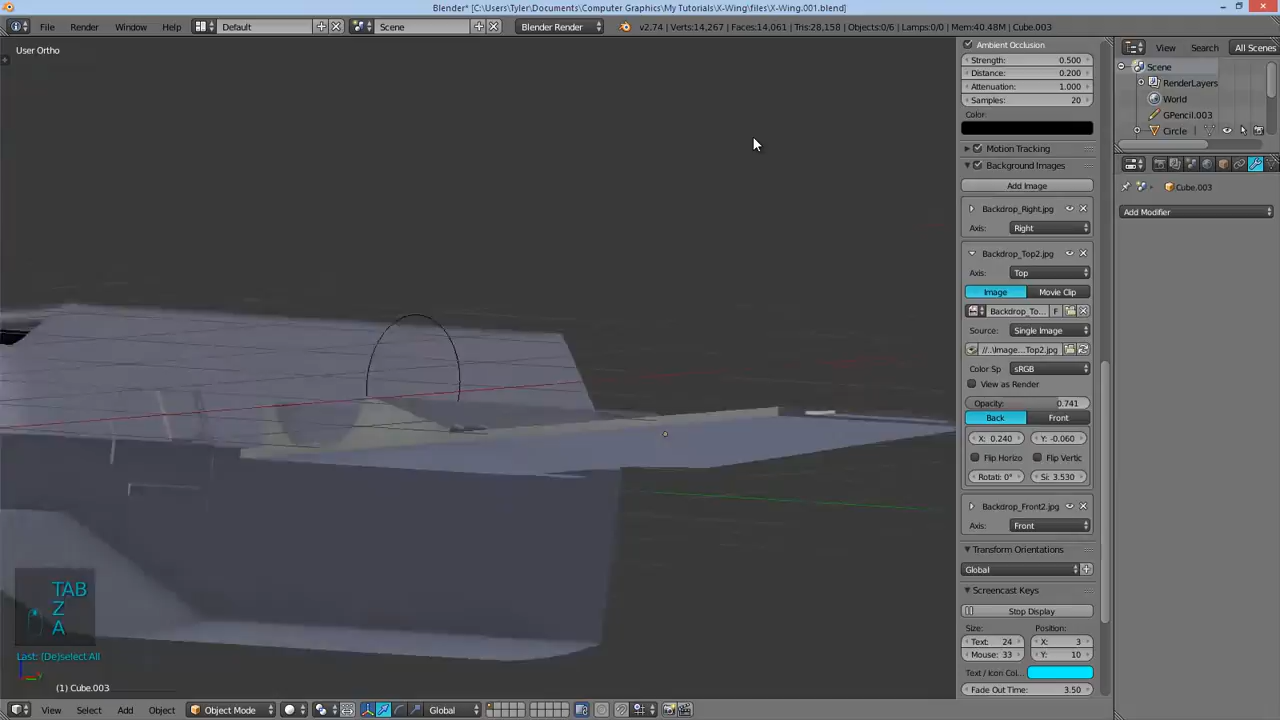 Blender* [C:\Users\Tyler\Documents\Computer Graphics\My Tutorials\X-Wing\files\X-Wing.001.blend]
File Render Window Help Default Scene Blender Render v2.74 | Verts:14,267 | Faces:14,061 | Tris:28,158 | Objects:0/6 | Lamps:0/0 | Mem:40.48M | Cube.003
User Ortho
Ambient Occlusion
Strength: 0.500
Distance: 0.200
Attenuation: 1.000
Samples: 20
Color:
Motion Tracking
Background Images
Add Image
Backdrop_Right.jpg
Axis: Right
Backdrop_Top2.jpg
Axis: Top
Image Movie Clip
Backdrop_To... F
Source: Single Image
//..\Image...Top2.jpg
Color Sp sRGB
View as Render
Opacity: 0.741
Back Front
X: 0.240 Y: -0.060
Flip Horizo Flip Vertic
Rotati: 0° Si: 3.530
Backdrop_Front2.jpg
Axis: Front
Transform Orientations
Global
Screencast Keys
Stop Display
Size: Position:
Text: 24 X: 3
Mouse: 33 Y: 10
Text / Icon Col...
Fade Out Time: 3.50
View Search All Scenes
Scene
RenderLayers
World
GPencil.003
Circle
Cube.003
Add Modifier
TAB
Z
A
Last: (De)select All
(1) Cube.003
View Select Add Object Object Mode Global